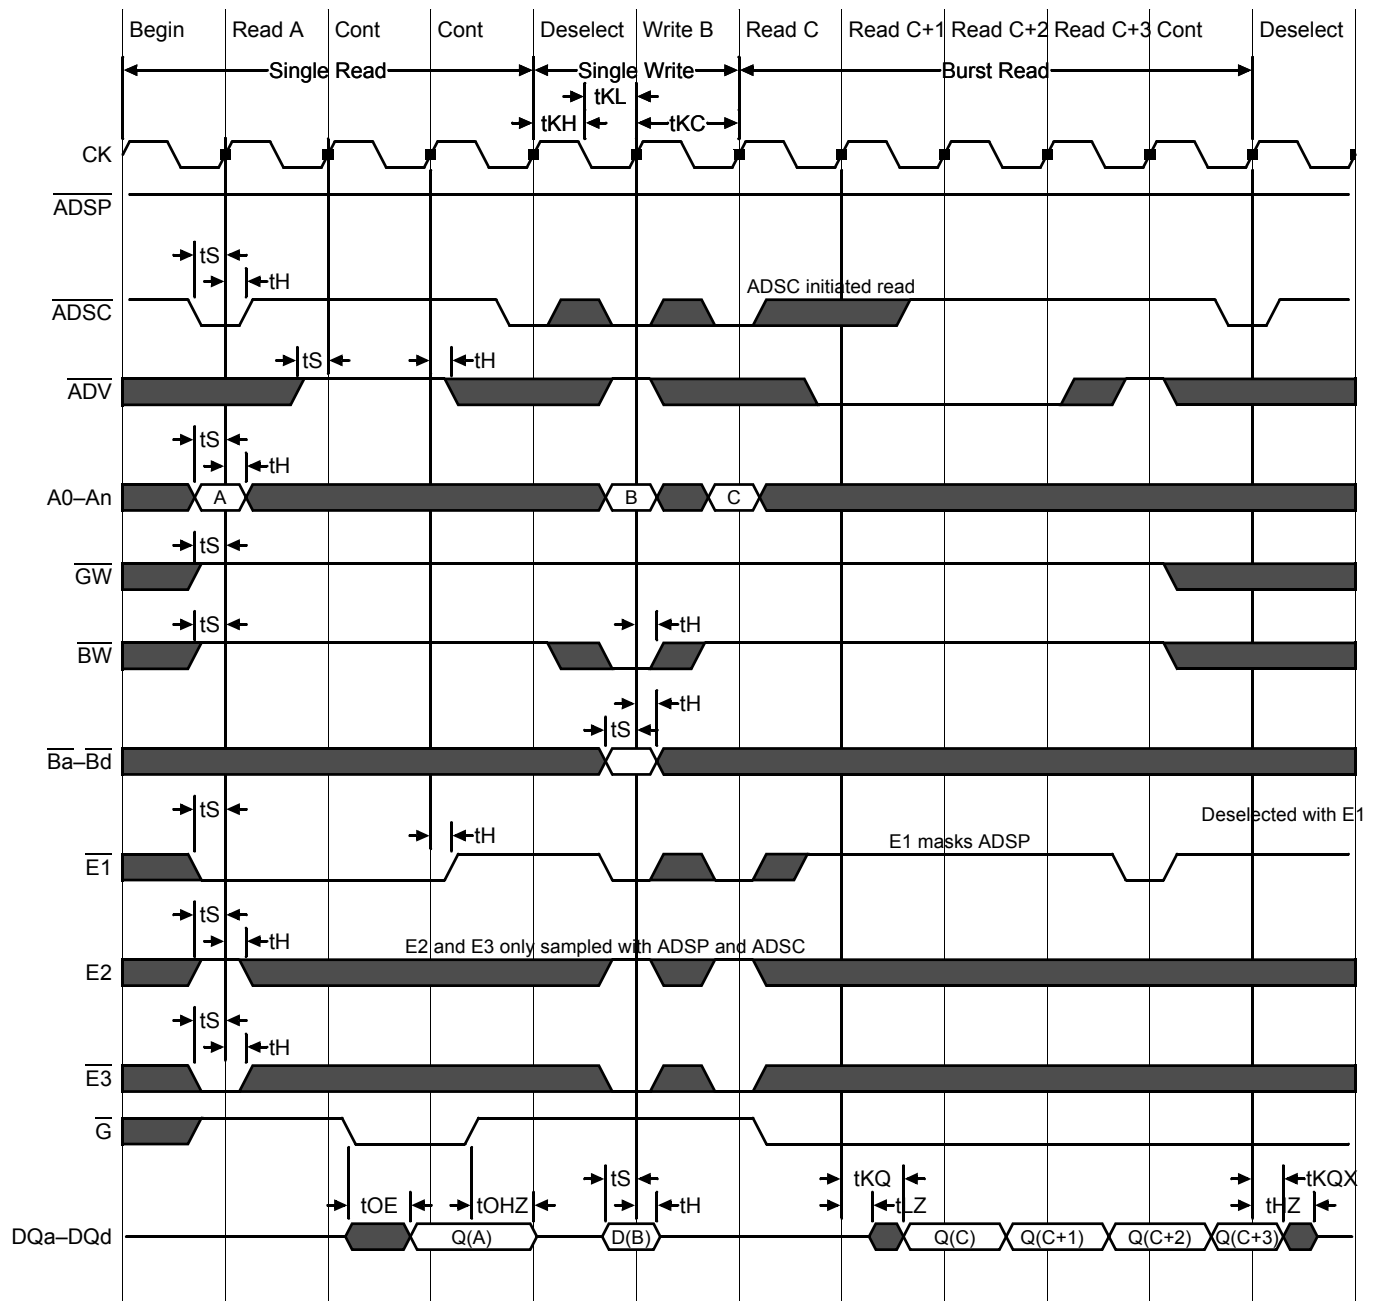 Begin Read A Cont Cont Deselect Write B Read C Read C+1 Read C+2 Read C+3 Cont Deselect
Single Read Single Write Burst Read
tKL
tKH tKC
CK
ADSP
tS
tH
ADSC initiated read
ADSC
tS tH
ADV
tS
tH
A0–An A B C
tS
GW
tS tH
BW
tH
tS
Ba–Bd
tS
Deselected with E1
tH
E1 masks ADSP
E1
tS
tH
E2 and E3 only sampled with ADSP and ADSC
E2
tS
tH
E3
G
tS tKQ tKQX
tOE tOHZ tH tLZ tHZ
DQa–DQd Q(A) D(B) Q(C) Q(C+1) Q(C+2) Q(C+3)